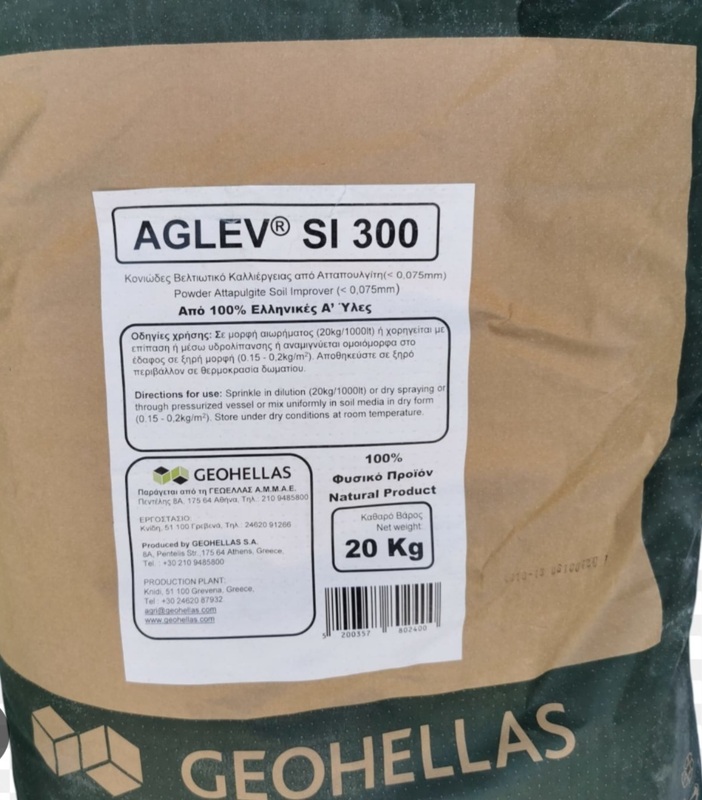 AGLEV® SI 300
Κονιώδες Βελτιωτικό Καλλιέργειας από Ατταπουλγίτη(< 0,075mm)
Powder Attapulgite Soil Improver (< 0,075mm)
Από 100% Ελληνικές Α' Ύλες
Οδηγίες χρήσης: Σε μορφή αιωρήματος (20kg/1000lt) ή χορηγείται με
επίπαση ή μέσω υδρολίπανσης ή αναμιγνύεται ομοιόμορφα στο
έδαφος σε ξηρή μορφή (0.15 - 0,2kg/m²). Αποθηκεύστε σε ξηρό
περιβάλλον σε θερμοκρασία δωματίου.
Directions for use: Sprinkle in dilution (20kg/1000lt) or dry spraying or
through pressurized vessel or mix uniformly in soil media in dry form
(0.15 - 0,2kg/m²). Store under dry conditions at room temperature.
GEOHELLAS
Παράγεται από τη ΓΕΩΕΛΛΑΣ Α.Μ.Μ.Α.Ε.
Πεντέλης 8Α, 175 64 Αθήνα, Τηλ.: 210 9485800
ΕΡΓΟΣΤΑΣΙΟ:
Κνίδη, 51 100 Γρεβενά, Τηλ.: 24620 91266
Produced by GEOHELLAS S.A.
8A, Pentelis Str.,175 64 Athens, Greece,
Tel.: +30 210 9485800
PRODUCTION PLANT:
Knidi, 51 100 Grevena, Greece,
Tel.: +30 24620 87932
agri@geohellas.com
www.geohellas.com
100%
Φυσικό Προϊόν
Natural Product
Καθαρό Βάρος
Net weight:
20 Kg
5 200357 802400
GEOHELLAS